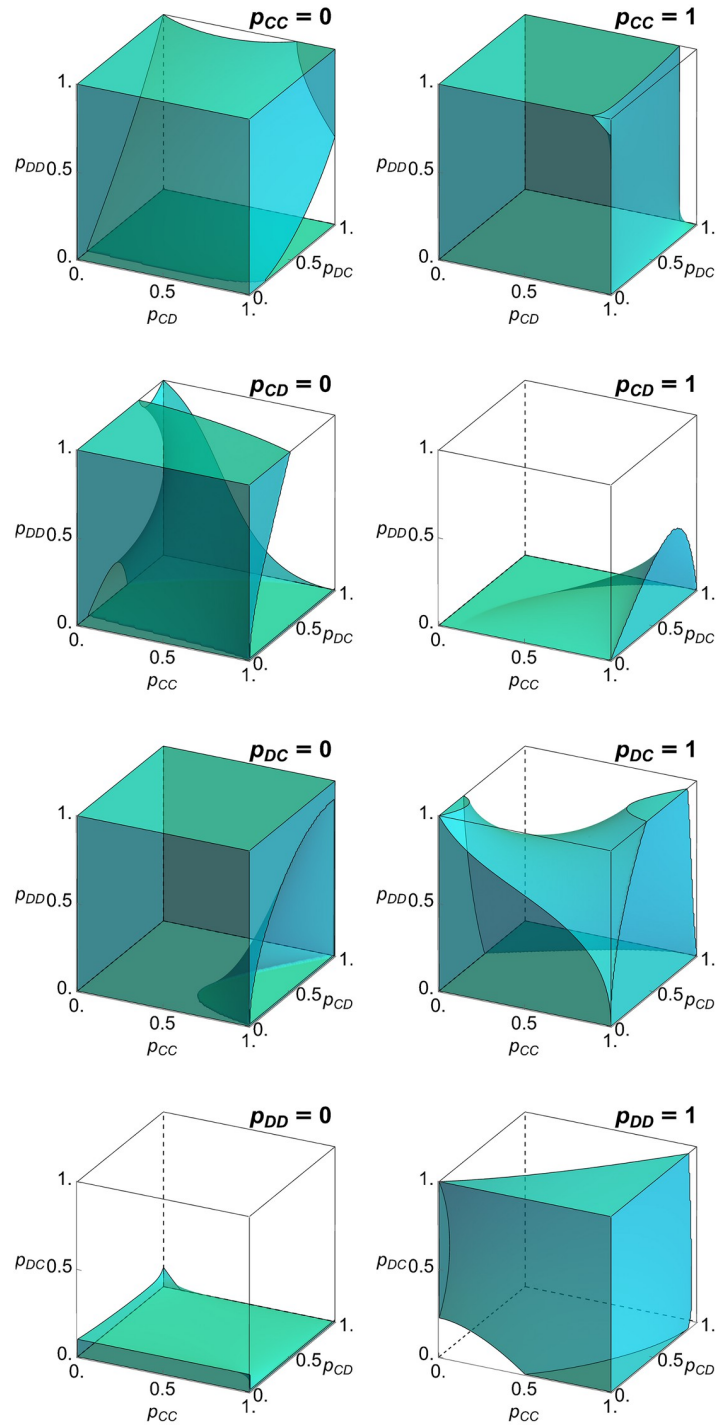 p_CC = 0
1.
p_DD 0.5
0.
0.
0.5
1.
p_CD
0.
0.5
1.
p_DC
p_CC = 1
1.
p_DD 0.5
0.
0.
0.5
1.
p_CD
0.
0.5
1.
p_DC
p_CD = 0
1.
p_DD 0.5
0.
0.
0.5
1.
p_CC
0.
0.5
1.
p_DC
p_CD = 1
1.
p_DD 0.5
0.
0.
0.5
1.
p_CC
0.
0.5
1.
p_DC
p_DC = 0
1.
p_DD 0.5
0.
0.
0.5
1.
p_CC
0.
0.5
1.
p_CD
p_DC = 1
1.
p_DD 0.5
0.
0.
0.5
1.
p_CC
0.
0.5
1.
p_CD
p_DD = 0
1.
p_DC 0.5
0.
0.
0.5
1.
p_CC
0.
0.5
1.
p_CD
p_DD = 1
1.
p_DC 0.5
0.
0.
0.5
1.
p_CC
0.
0.5
1.
p_CD